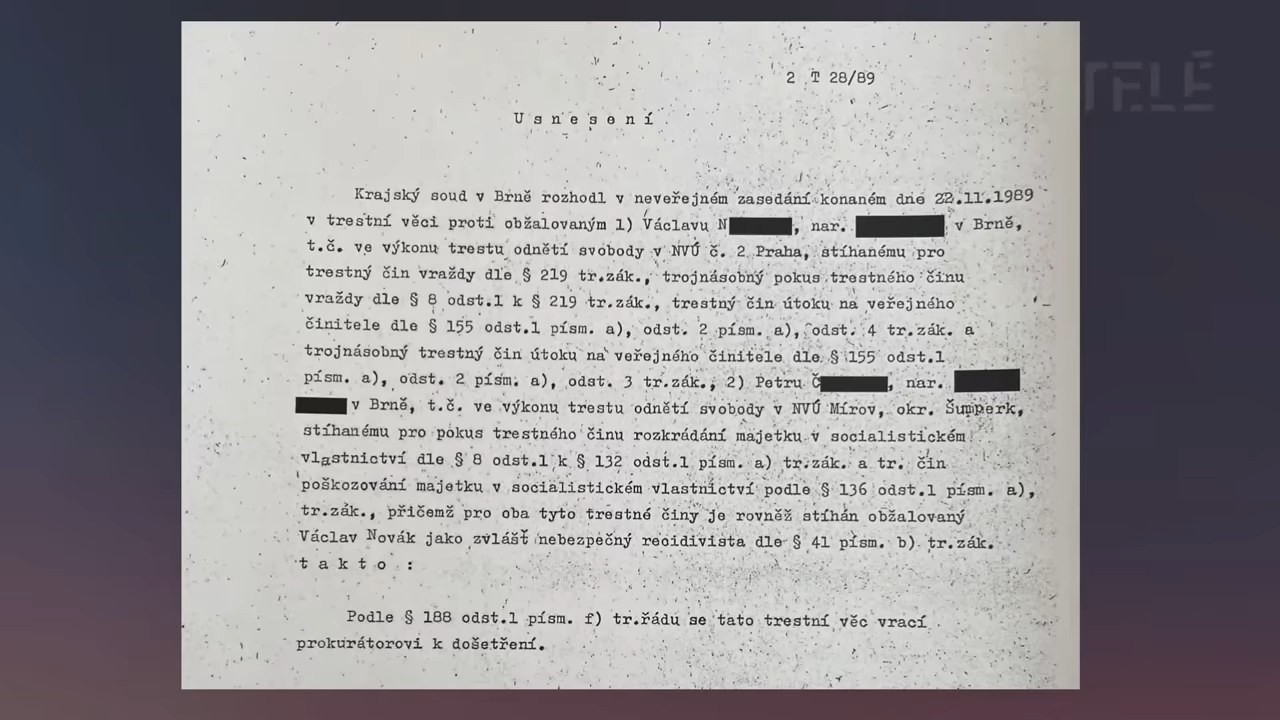 TELÉ
2 T 28/89
Usnesení
Krajský soud v Brně rozhodl v neveřejném zasedání konaném dne 22.11.1989
v trestní věci proti obžalovaným 1) Václavu N, nar. v Brně,
t.č. ve výkonu trestu odnětí svobody v NVÚ č. 2 Praha, stíhanému pro
trestný čin vraždy dle § 219 tr.zák., trojnásobný pokus trestného činu
vraždy dle § 8 odst.1 k § 219 tr.zák., trestný čin útoku na veřejného
činitele dle § 155 odst.1 písm. a), odst. 2 písm. a), odst. 4 tr.zák. a
trojnásobný trestný čin útoku na veřejného činitele dle § 155 odst.1
písm. a), odst. 2 písm. a), odst. 3 tr.zák., 2) Petru Č, nar.
v Brně, t.č. ve výkonu trestu odnětí svobody v NVÚ Mírov, okr. Šumperk,
stíhanému pro pokus trestného činu rozkrádání majetku v socialistickém
vlastnictví dle § 8 odst.1 k § 132 odst.1 písm. a) tr.zák. a tr. čin
poškozování majetku v socialistickém vlastnictví podle § 136 odst.1 písm. a),
tr.zák., přičemž pro oba tyto trestné činy je rovněž stíhán obžalovaný
Václav Novák jako zvlášť nebezpečný recidivista dle § 41 písm. b) tr.zák.
takto :
Podle § 188 odst.1 písm. f) tr.řádu se tato trestní věc vrací
prokurátorovi k došetření.